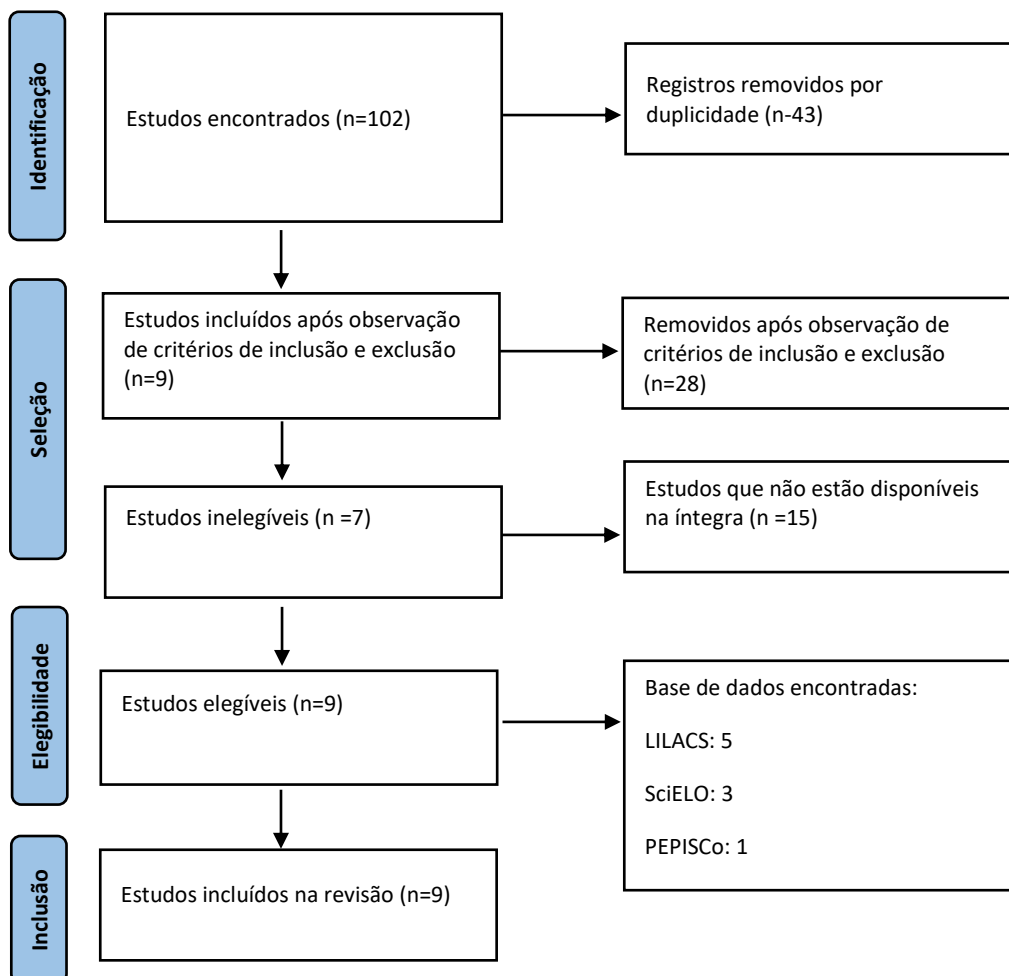 Identificação
Estudos encontrados (n=102)
Registros removidos por
duplicidade (n-43)
Seleção
Estudos incluídos após observação
de critérios de inclusão e exclusão
(n=9)
Removidos após observação de
critérios de inclusão e exclusão
(n=28)
Estudos inelegíveis (n =7)
Estudos que não estão disponíveis
na íntegra (n =15)
Elegibilidade
Estudos elegíveis (n=9)
Base de dados encontradas:
LILACS: 5
SciELO: 3
PEPISCo: 1
Inclusão
Estudos incluídos na revisão (n=9)